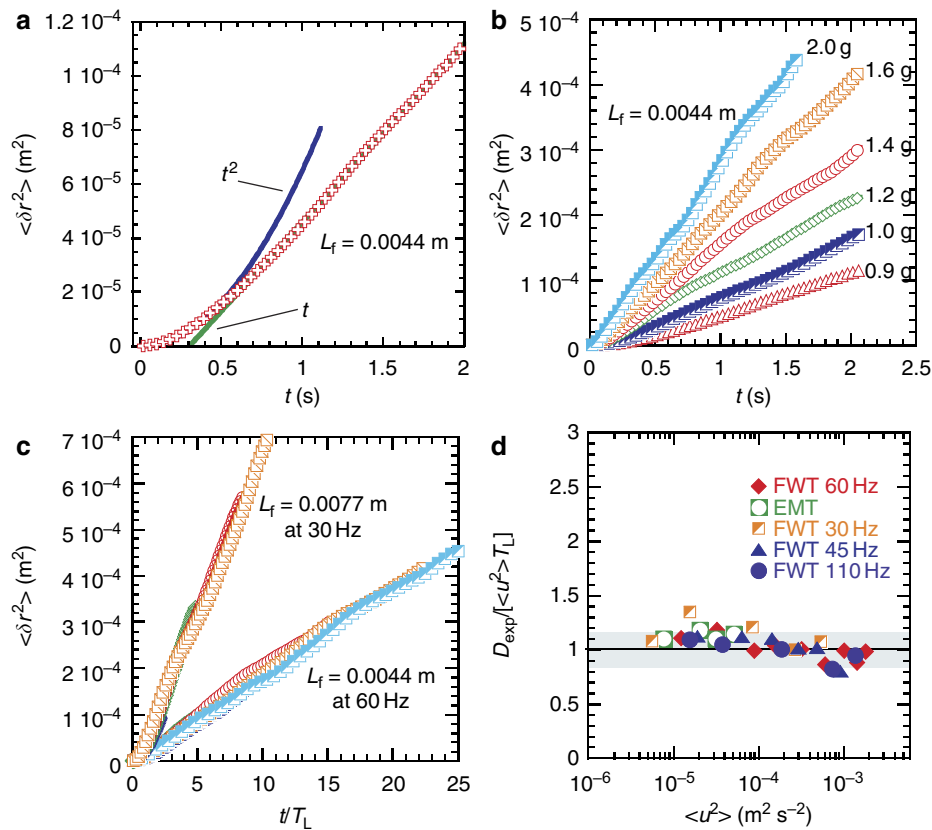 a
1.2 10⁻⁴
1 10⁻⁴
8 10⁻⁵
6 10⁻⁵
4 10⁻⁵
2 10⁻⁵
0
<δr²> (m²)
t²
L_f = 0.0044 m
t
0 0.5 1 1.5 2
t (s)
b
2.0 g
1.6 g
L_f = 0.0044 m
1.4 g
1.2 g
1.0 g
0.9 g
5 10⁻⁴
4 10⁻⁴
3 10⁻⁴
2 10⁻⁴
1 10⁻⁴
0
<δr²> (m²)
0 0.5 1 1.5 2 2.5
t (s)
c
7 10⁻⁴
6 10⁻⁴
5 10⁻⁴
4 10⁻⁴
3 10⁻⁴
2 10⁻⁴
1 10⁻⁴
0
<δr²> (m²)
L_f = 0.0077 m
at 30 Hz
L_f = 0.0044 m
at 60 Hz
0 5 10 15 20 25
t/T_L
d
3
2.5
2
1.5
1
0.5
0
D_exp/[<u²> T_L]
FWT 60 Hz
EMT
FWT 30 Hz
FWT 45 Hz
FWT 110 Hz
10⁻⁶ 10⁻⁵ 10⁻⁴ 10⁻³
<u²> (m² s⁻²)